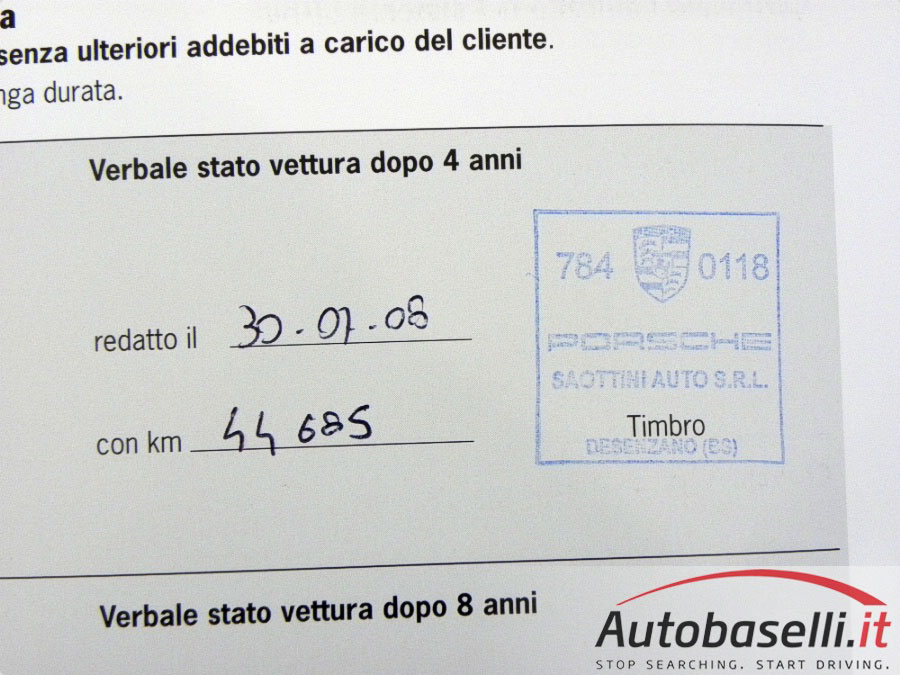 a
senza ulteriori addebiti a carico del cliente.
nga durata.
Verbale stato vettura dopo 4 anni
784 0118
redatto il 30-07-08
PORSCHE
SAOTTINI AUTO S.R.L.
con km 44 685
Timbro
DESENZANO (BS)
Verbale stato vettura dopo 8 anni
Autobaselli.it
STOP SEARCHING. START DRIVING.